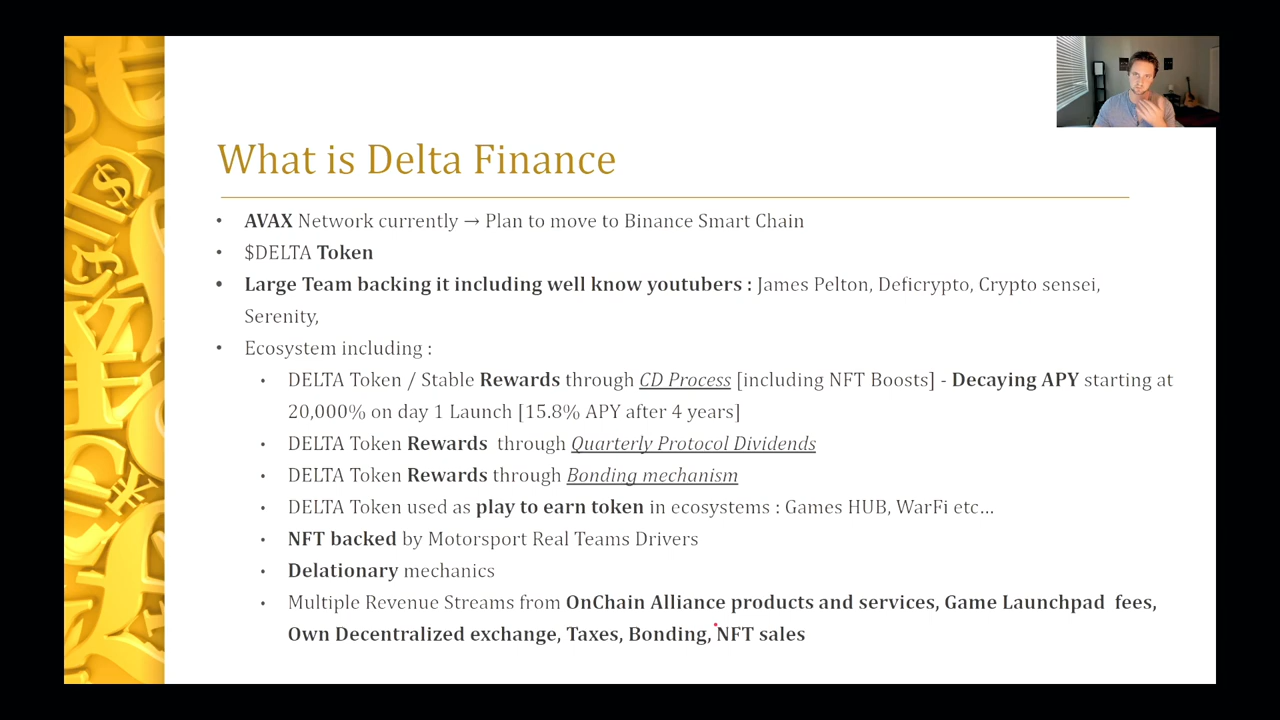 What is Delta Finance
• AVAX Network currently → Plan to move to Binance Smart Chain
• $DELTA Token
• Large Team backing it including well know youtubers : James Pelton, Deficrypto, Crypto sensei,
Serenity,
• Ecosystem including :
• DELTA Token / Stable Rewards through CD Process [including NFT Boosts] - Decaying APY starting at
20,000% on day 1 Launch [15.8% APY after 4 years]
• DELTA Token Rewards through Quarterly Protocol Dividends
• DELTA Token Rewards through Bonding mechanism
• DELTA Token used as play to earn token in ecosystems : Games HUB, WarFi etc…
• NFT backed by Motorsport Real Teams Drivers
• Delationary mechanics
• Multiple Revenue Streams from OnChain Alliance products and services, Game Launchpad fees,
Own Decentralized exchange, Taxes, Bonding, NFT sales